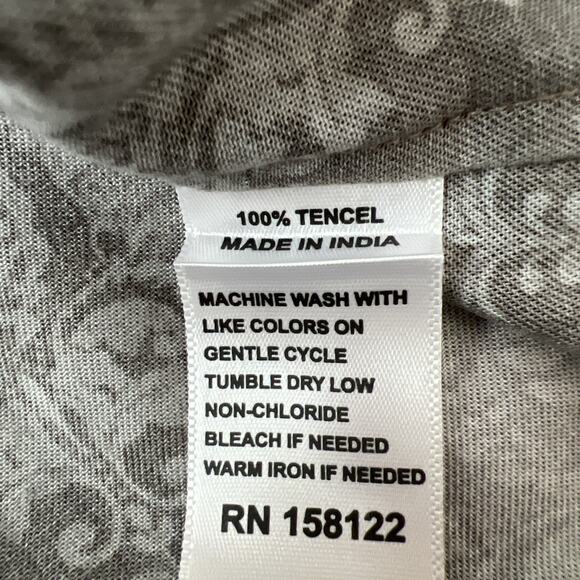 100% TENCEL
MADE IN INDIA
MACHINE WASH WITH
LIKE COLORS ON
GENTLE CYCLE
TUMBLE DRY LOW
NON-CHLORIDE
BLEACH IF NEEDED
WARM IRON IF NEEDED
RN 158122